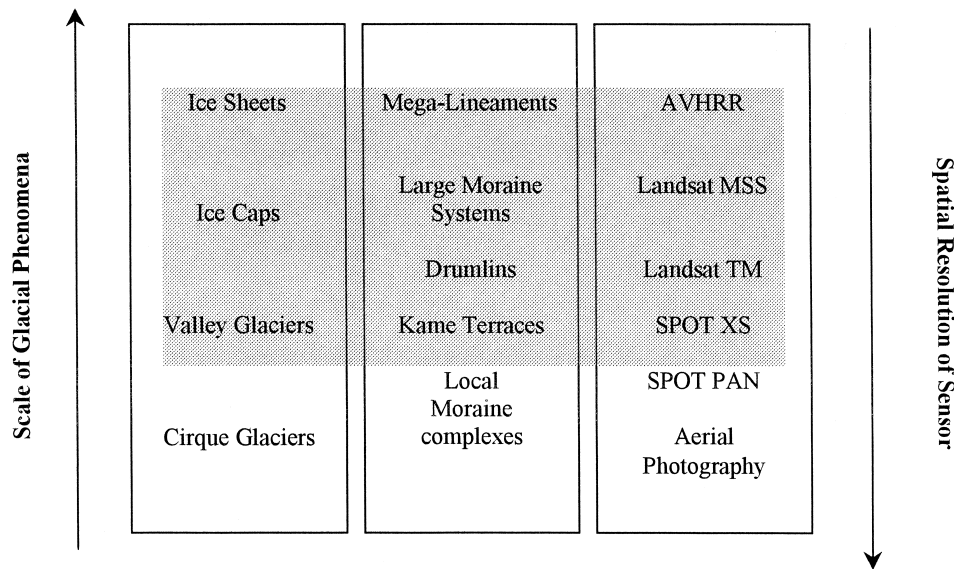 Scale of Glacial Phenomena
Ice Sheets
Ice Caps
Valley Glaciers
Cirque Glaciers
Mega-Lineaments
Large Moraine
Systems
Drumlins
Kame Terraces
Local
Moraine
complexes
AVHRR
Landsat MSS
Landsat TM
SPOT XS
SPOT PAN
Aerial
Photography
Spatial Resolution of Sensor